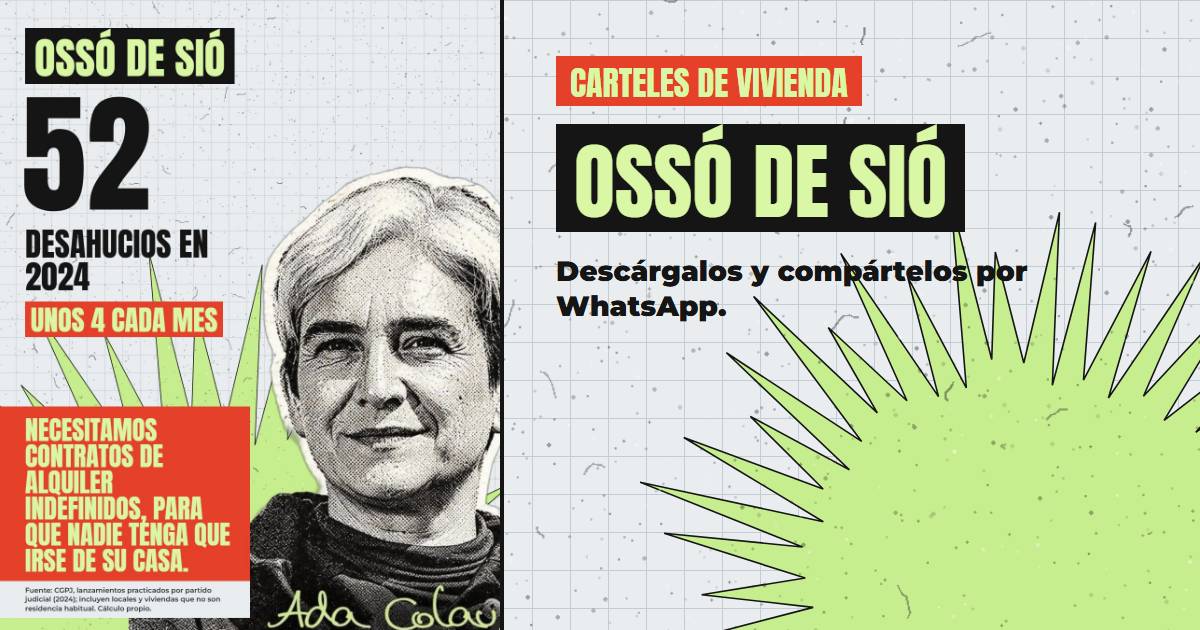 OSSÓ DE SIÓ
52
DESAHUCIOS EN
2024
UNOS 4 CADA MES
NECESITAMOS
CONTRATOS DE
ALQUILER
INDEFINIDOS, PARA
QUE NADIE TENGA QUE
IRSE DE SU CASA.
Fuente: CGPJ, lanzamientos practicados por partido
judicial (2024); incluyen locales y viviendas que no son
residencia habitual. Cálculo propio.
Ada Colau
CARTELES DE VIVIENDA
OSSÓ DE SIÓ
Descárgalos y compártelos por
WhatsApp.